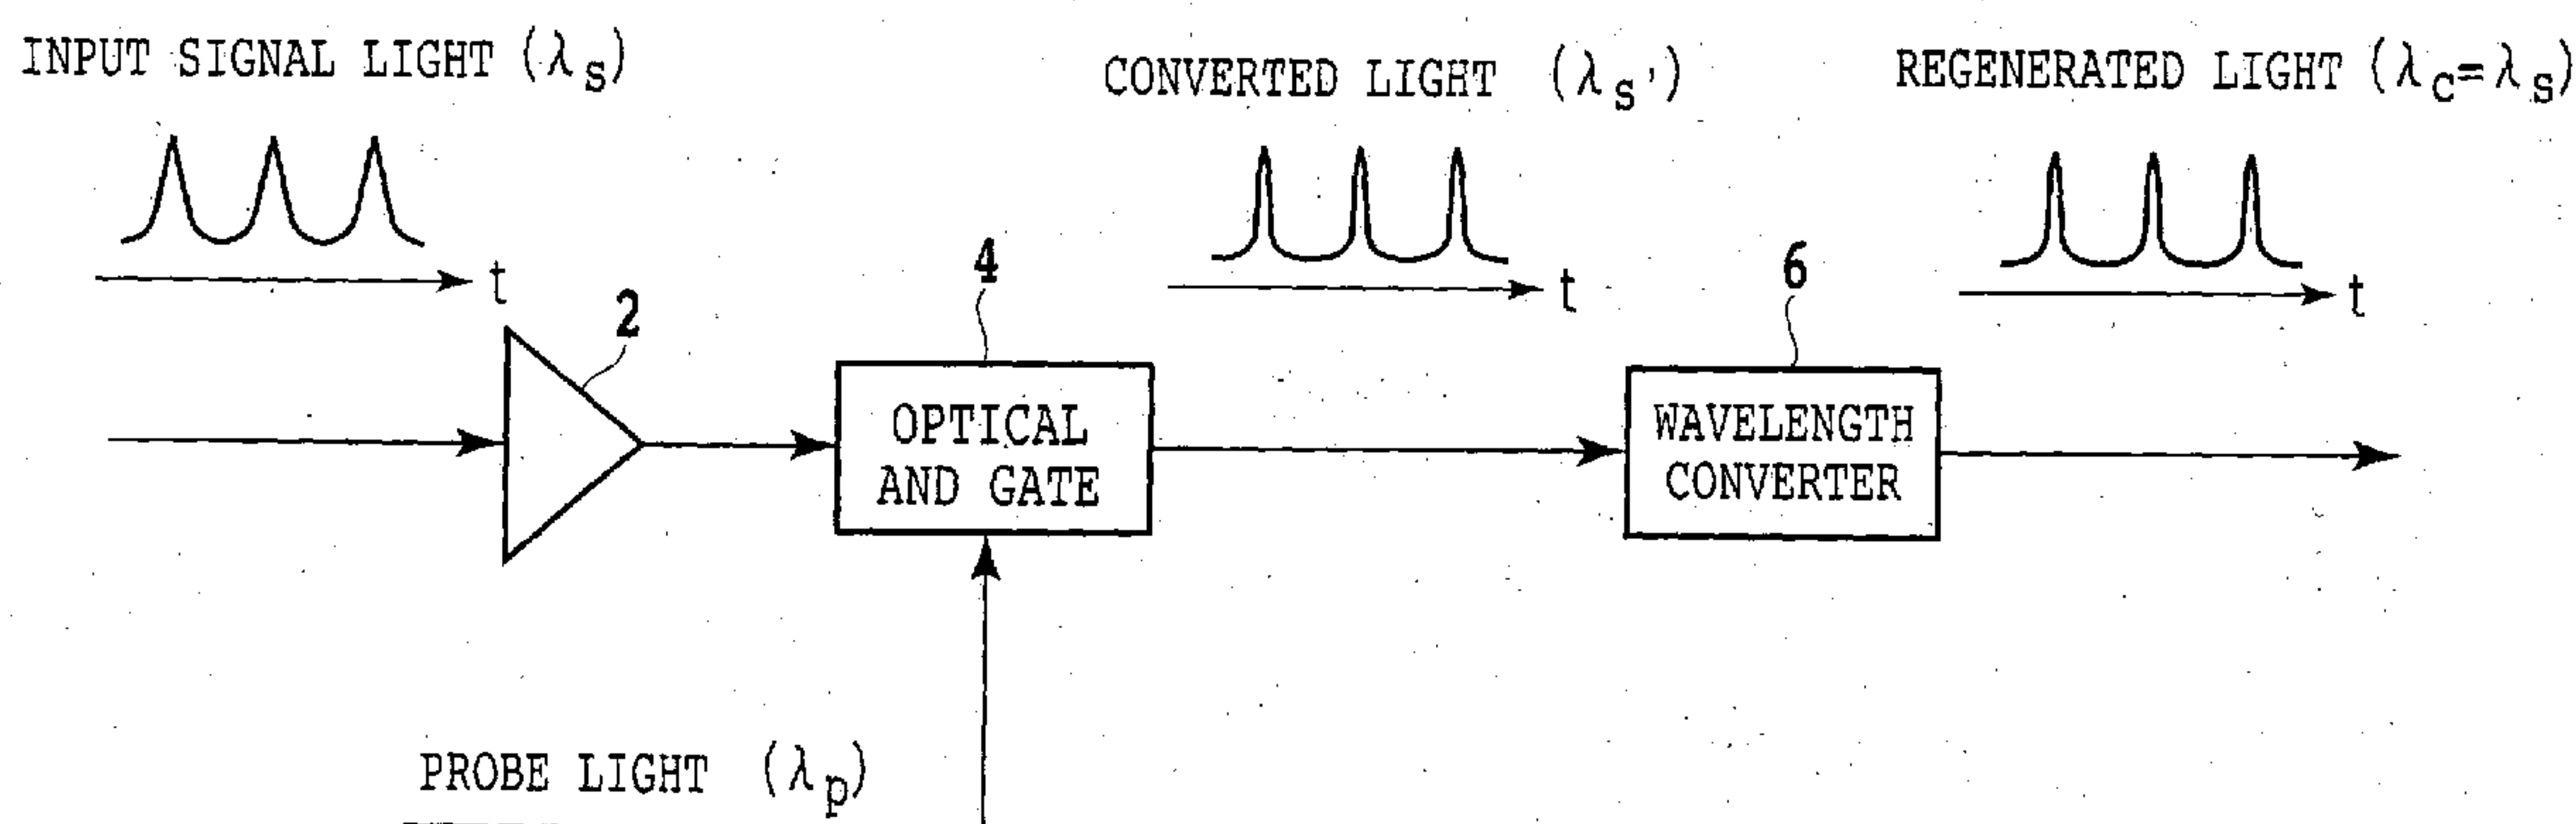 INPUT SIGNAL LIGHT (λs)
CONVERTED LIGHT (λs')
REGENERATED LIGHT (λc=λs)
t
t
t
2
4
6
OPTICAL
AND GATE
WAVELENGTH
CONVERTER
PROBE LIGHT (λp)